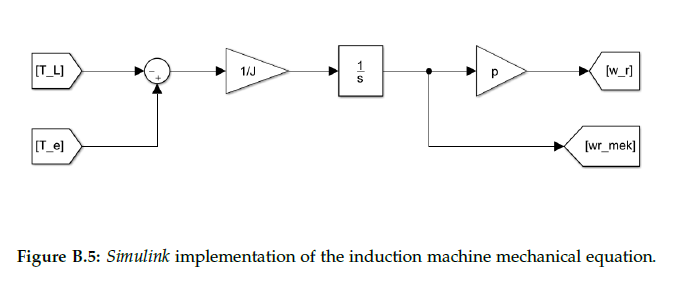 [T_L]
1/J
1
s
p
[w_r]
[T_e]
[wr_mek]
Figure B.5: Simulink implementation of the induction machine mechanical equation.